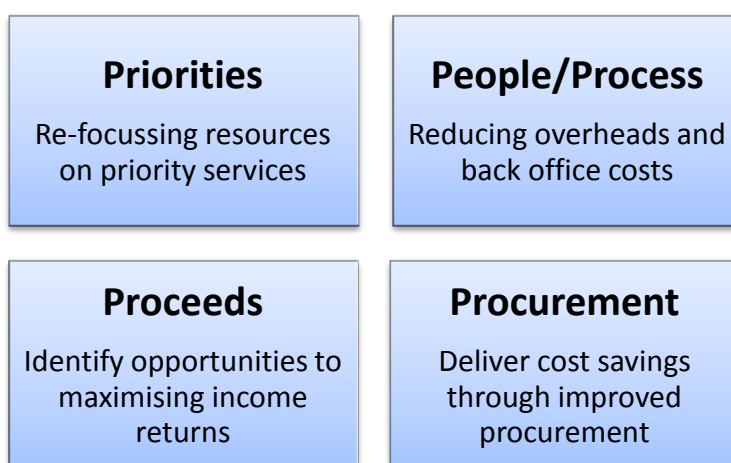 Priorities
Re-focussing resources
on priority services
People/Process
Reducing overheads and
back office costs
Proceeds
Identify opportunities to
maximising income
returns
Procurement
Deliver cost savings
through improved
procurement